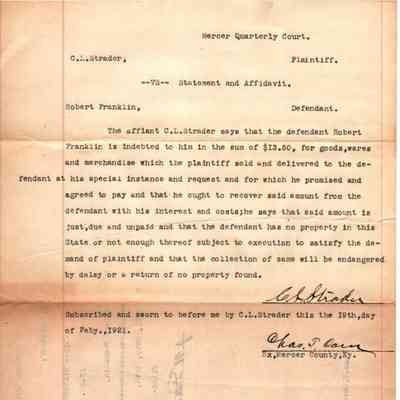 Mercer Quarterly Court.
C.L.Strader, Plaintiff.
--VS-- Statement and Affidavit.
Robert Franklin, Defendant.
The affiant C.L.Strader says that the defendant Robert
Franklin is indebted to him in the sum of $13.50, for goods,wares
and merchandise which the plaintiff sold and delivered to the de-
fendant at his special instance and request and for which he promised and
agreed to pay and that he ought to recover said amount from the
defendant with his interest and costs;he says that said amount is
just,due and unpaid and that the defendant has no property in this
State or not enough thereof subject to execution to satisfy the de-
mand of plaintiff and that the collection of same will be endangered
by dalay or a return of no property found.
C L Strader
Subscribed and sworn to before me by C.L.Strader this the 19th,day
of Feby.,1921.
Chas. T.
Ex,Mercer County,Ky.